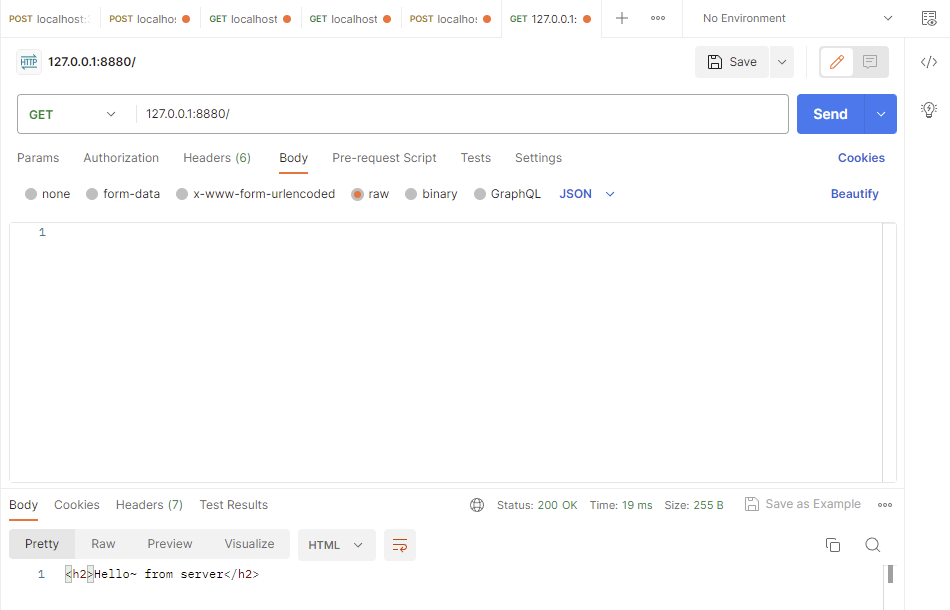 POST localhost: POST localhos GET localhost GET localhost POST localhos GET 127.0.0.1: No Environment
HTTP 127.0.0.1:8880/ Save
GET 127.0.0.1:8880/ Send
Params Authorization Headers (6) Body Pre-request Script Tests Settings Cookies
none form-data x-www-form-urlencoded raw binary GraphQL JSON Beautify
1
Body Cookies Headers (7) Test Results Status: 200 OK Time: 19 ms Size: 255 B Save as Example
Pretty Raw Preview Visualize HTML
1 <h2>Hello~ from server</h2>